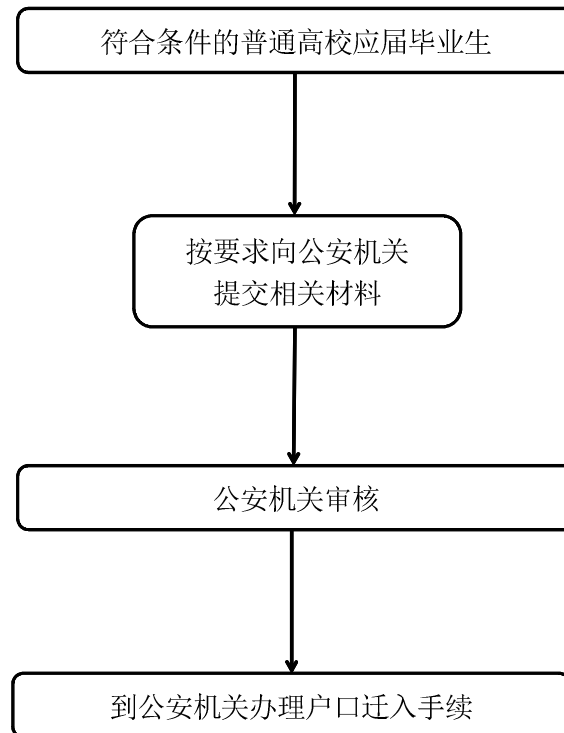 符合条件的普通高校应届毕业生
按要求向公安机关
提交相关材料
公安机关审核
到公安机关办理户口迁入手续